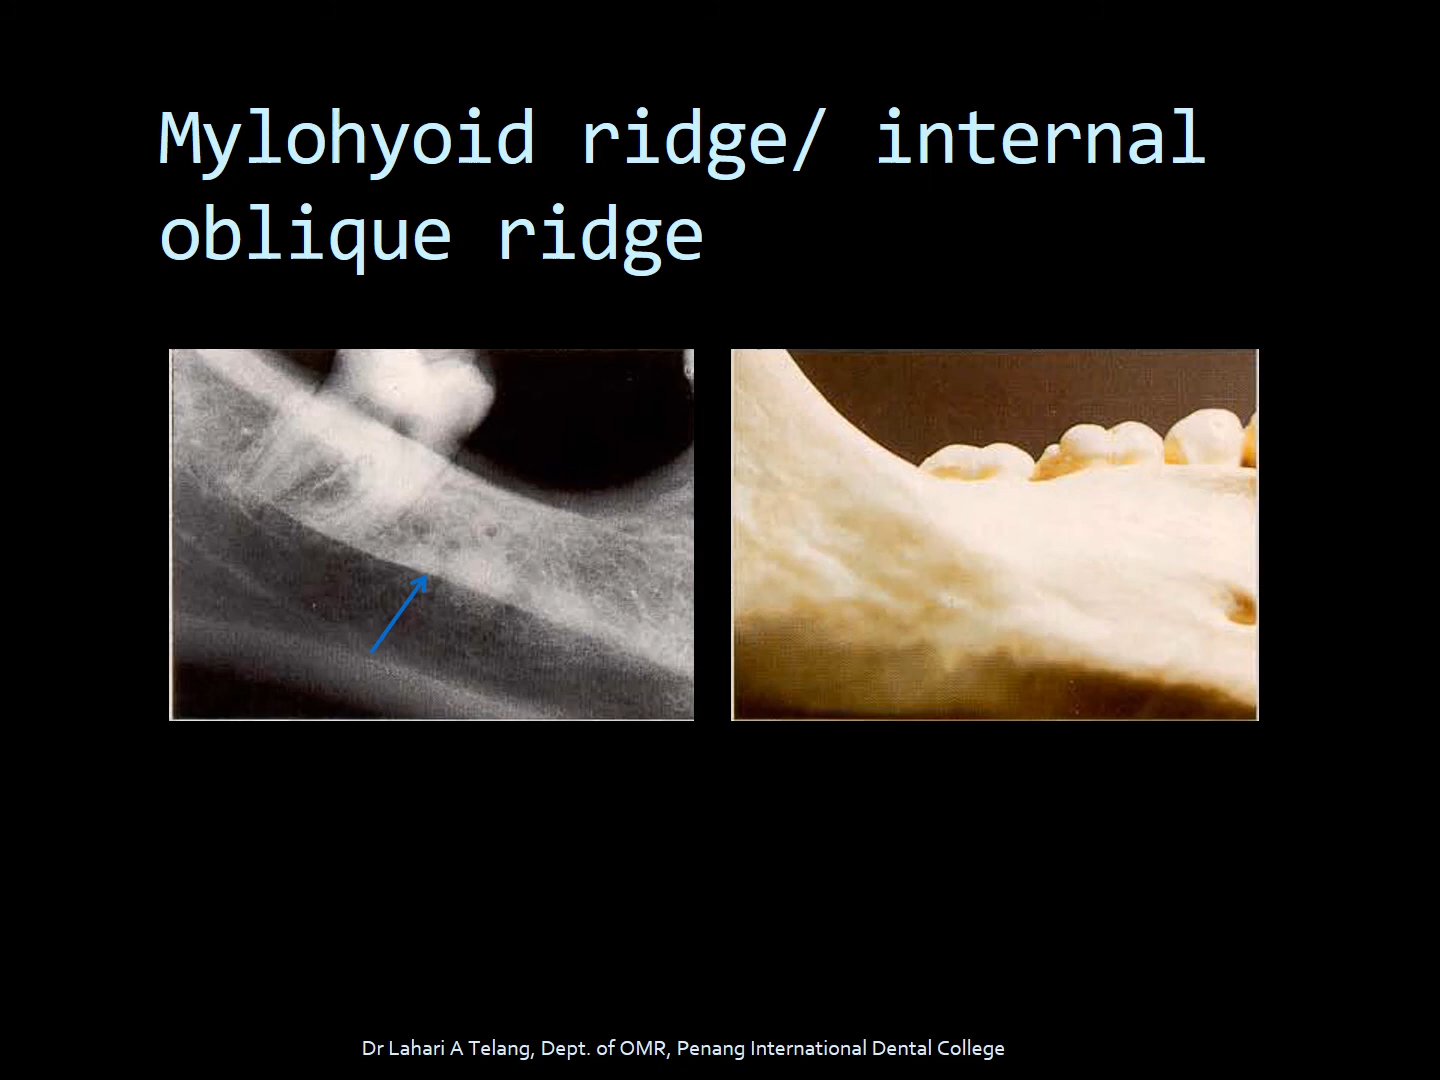 Mylohyoid ridge/ internal
oblique ridge
Dr Lahari A Telang, Dept. of OMR, Penang International Dental College